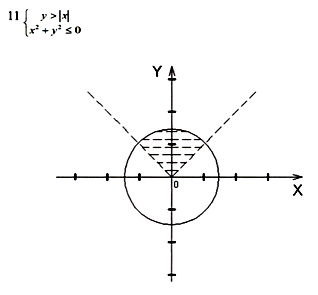 11 { y > |x|
x² + y² ≤ 0
Y
0
X